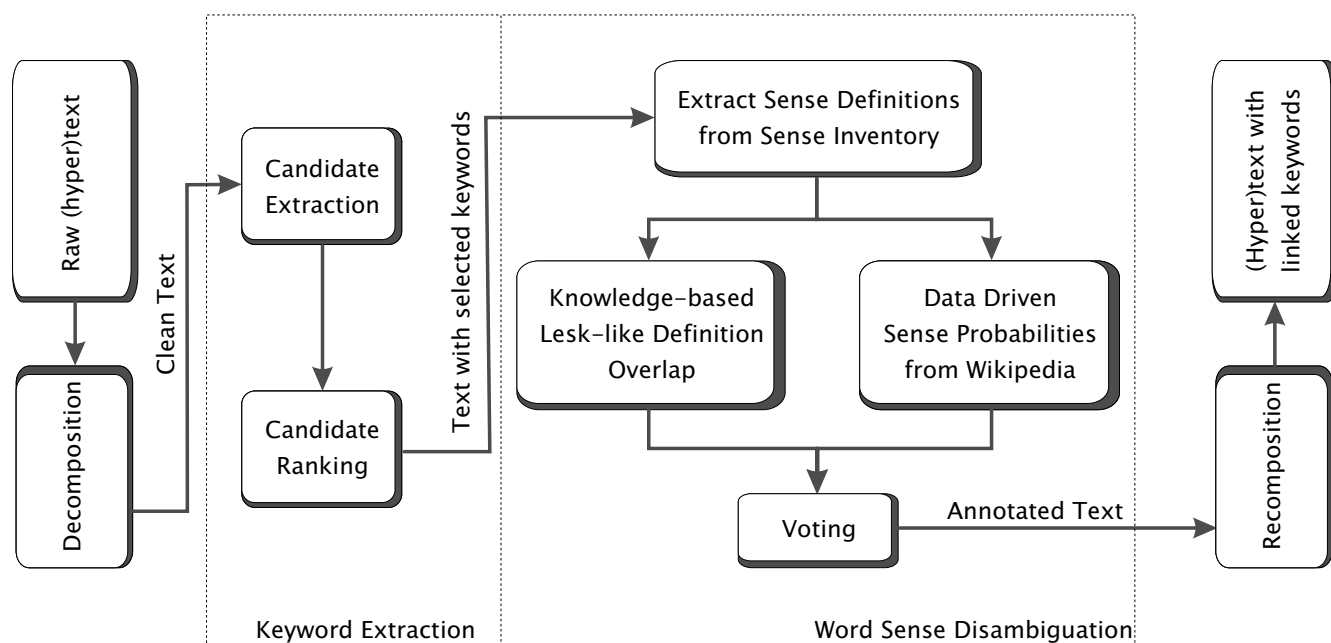 Raw (hyper)text
Decomposition
Clean Text
Candidate
Extraction
Candidate
Ranking
Keyword Extraction
Text with selected keywords
Extract Sense Definitions
from Sense Inventory
Knowledge-based
Lesk-like Definition
Overlap
Data Driven
Sense Probabilities
from Wikipedia
Voting
Word Sense Disambiguation
Annotated Text
Recomposition
(Hyper)text with
linked keywords